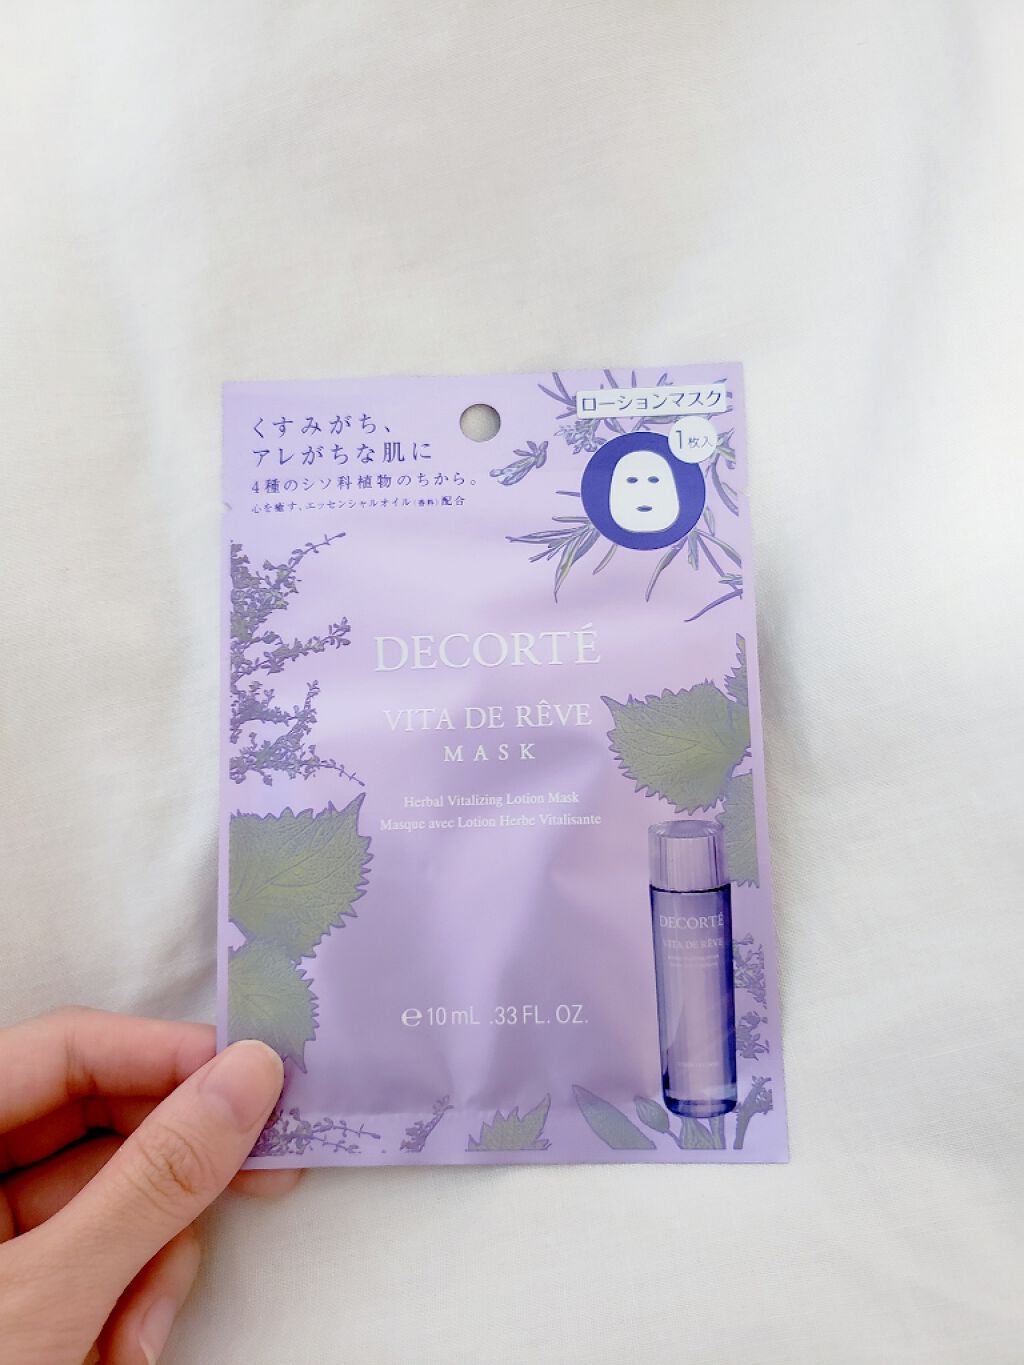 くすみがち、
アレがちな肌に
4種のシソ科植物のちから。
心を癒す、エッセンシャルオイル(香料)配合
ローションマスク
1枚入
DECORTÉ
VITA DE RÊVE
MASK
Herbal Vitalizing Lotion Mask
Masque avec Lotion Herbe Vitalisante
DECORTÉ
VITA DE RÊVE
℮ 10 mL .33 FL. OZ.